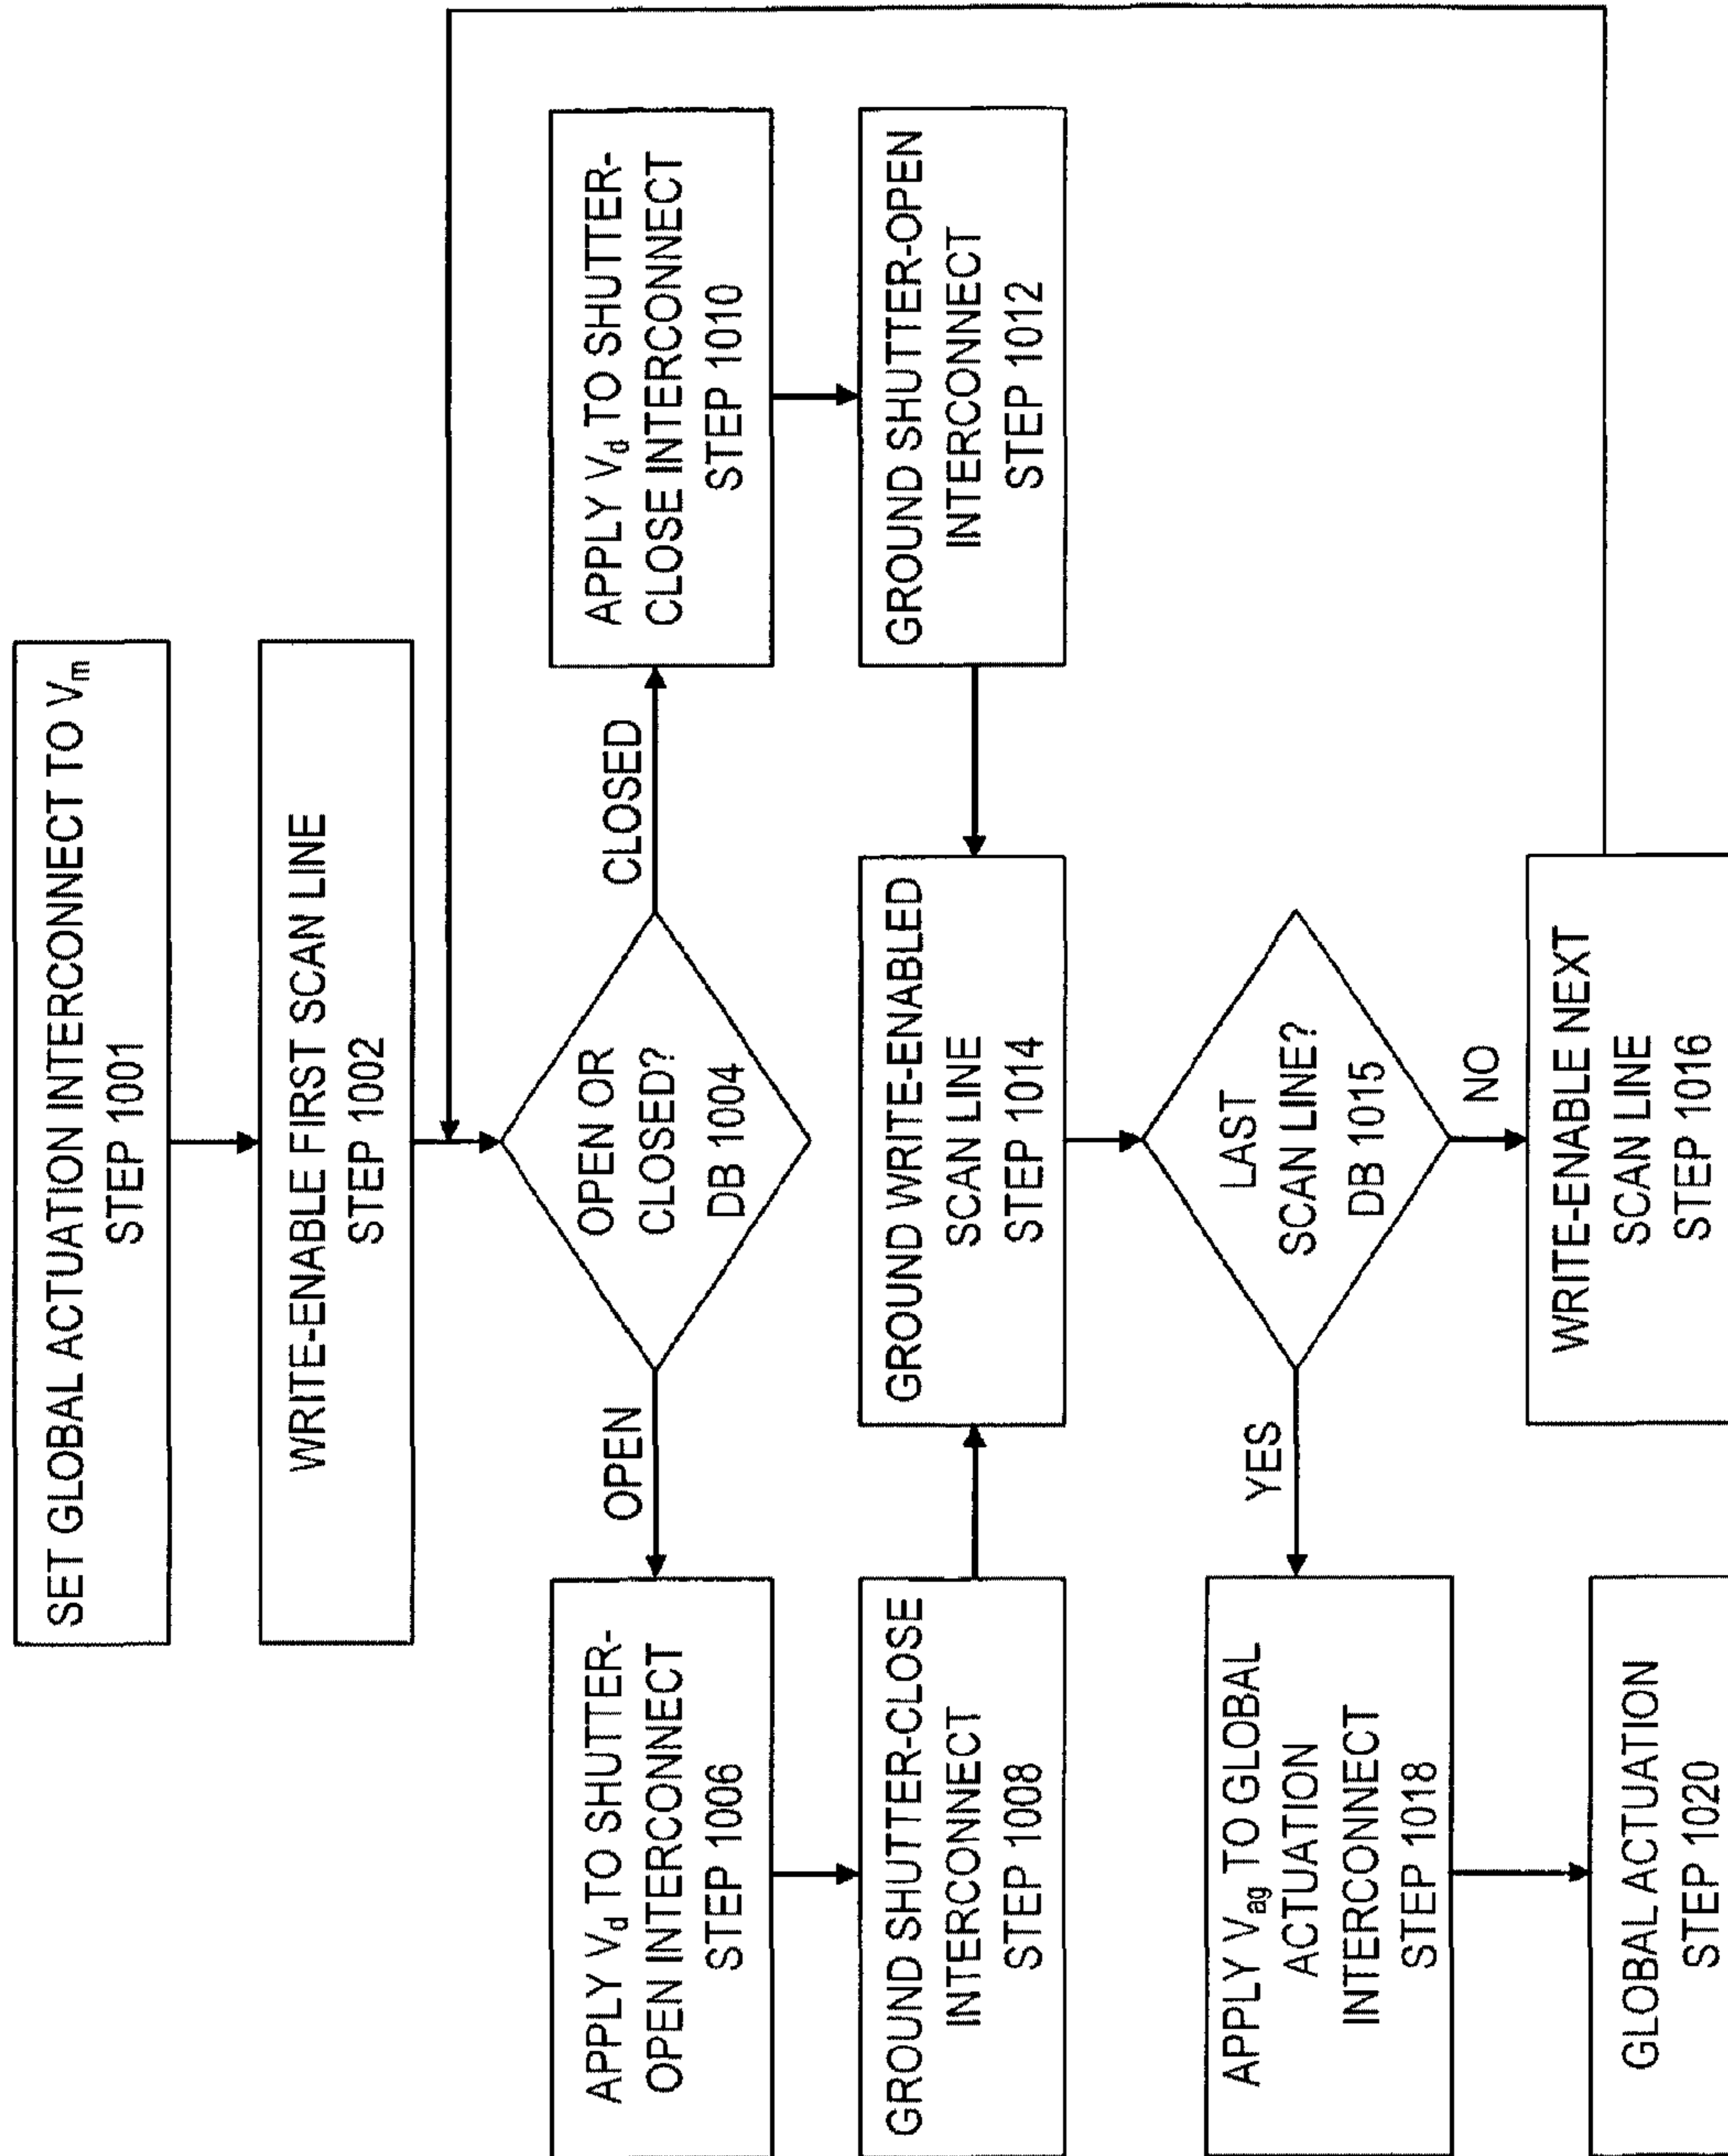 SET GLOBAL ACTUATION INTERCONNECT TO Vm
STEP 1001
WRITE-ENABLE FIRST SCAN LINE
STEP 1002
OPEN OR
CLOSED?
DB 1004
OPEN
CLOSED
APPLY Vd TO SHUTTER-
OPEN INTERCONNECT
STEP 1006
APPLY Vd TO SHUTTER-
CLOSE INTERCONNECT
STEP 1010
GROUND SHUTTER-CLOSE
INTERCONNECT
STEP 1008
GROUND WRITE-ENABLED
SCAN LINE
STEP 1014
GROUND SHUTTER-OPEN
INTERCONNECT
STEP 1012
LAST
SCAN LINE?
DB 1015
YES
NO
APPLY Vag TO GLOBAL
ACTUATION
INTERCONNECT
STEP 1018
WRITE-ENABLE NEXT
SCAN LINE
STEP 1016
GLOBAL ACTUATION
STEP 1020